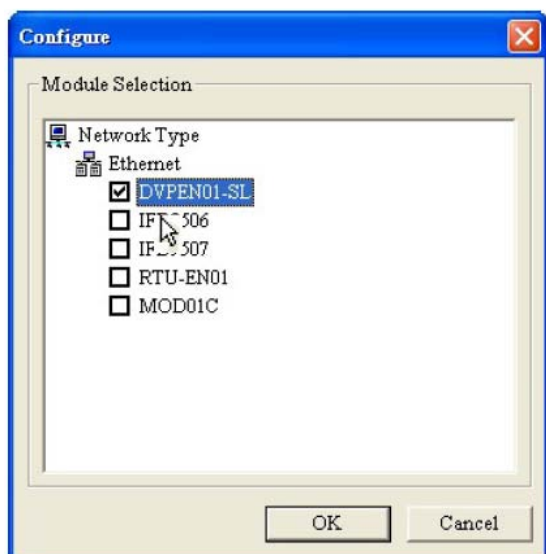 Configure
Module Selection
Network Type
Ethernet
DVPEN01-SL
RTU-EN01
MOD01C
OK
Cancel